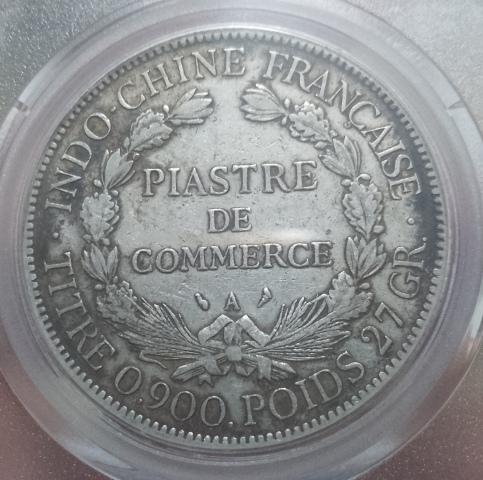 INDO-CHINE FRANÇAISE
PIASTRE
DE
COMMERCE
A
TITRE 0.900. POIDS 27 GR.